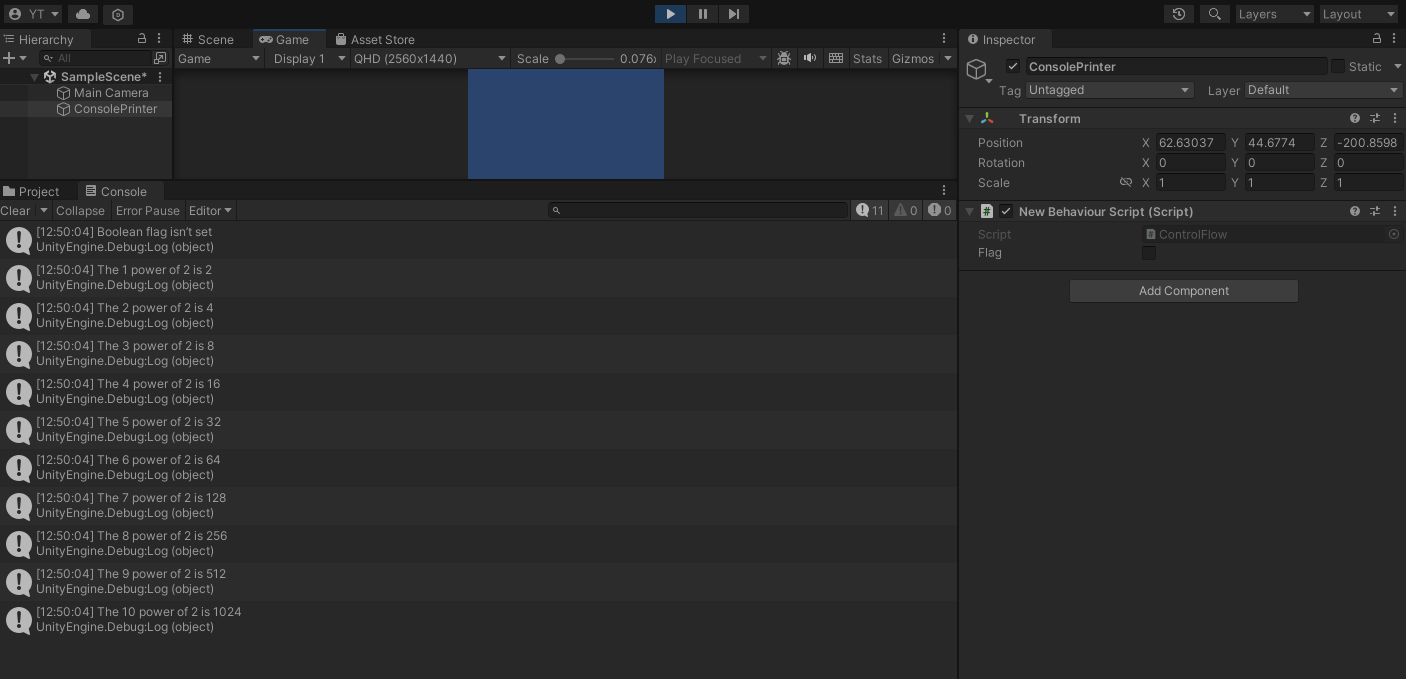 YT
Layers
Layout
Hierarchy
Scene
Game
Asset Store
Inspector
All
Game
Display 1
QHD (2560x1440)
Scale
0.076x
Play Focused
Stats
Gizmos
SampleScene*
Main Camera
ConsolePrinter
ConsolePrinter
Static
Tag Untagged
Layer Default
Transform
Position X 62.63037 Y 44.6774 Z -200.8598
Rotation X 0 Y 0 Z 0
Scale X 1 Y 1 Z 1
New Behaviour Script (Script)
Script ControlFlow
Flag
Add Component
Project
Console
Clear
Collapse
Error Pause
Editor
11
0
0
[12:50:04] Boolean flag isn't set
UnityEngine.Debug:Log (object)
[12:50:04] The 1 power of 2 is 2
UnityEngine.Debug:Log (object)
[12:50:04] The 2 power of 2 is 4
UnityEngine.Debug:Log (object)
[12:50:04] The 3 power of 2 is 8
UnityEngine.Debug:Log (object)
[12:50:04] The 4 power of 2 is 16
UnityEngine.Debug:Log (object)
[12:50:04] The 5 power of 2 is 32
UnityEngine.Debug:Log (object)
[12:50:04] The 6 power of 2 is 64
UnityEngine.Debug:Log (object)
[12:50:04] The 7 power of 2 is 128
UnityEngine.Debug:Log (object)
[12:50:04] The 8 power of 2 is 256
UnityEngine.Debug:Log (object)
[12:50:04] The 9 power of 2 is 512
UnityEngine.Debug:Log (object)
[12:50:04] The 10 power of 2 is 1024
UnityEngine.Debug:Log (object)